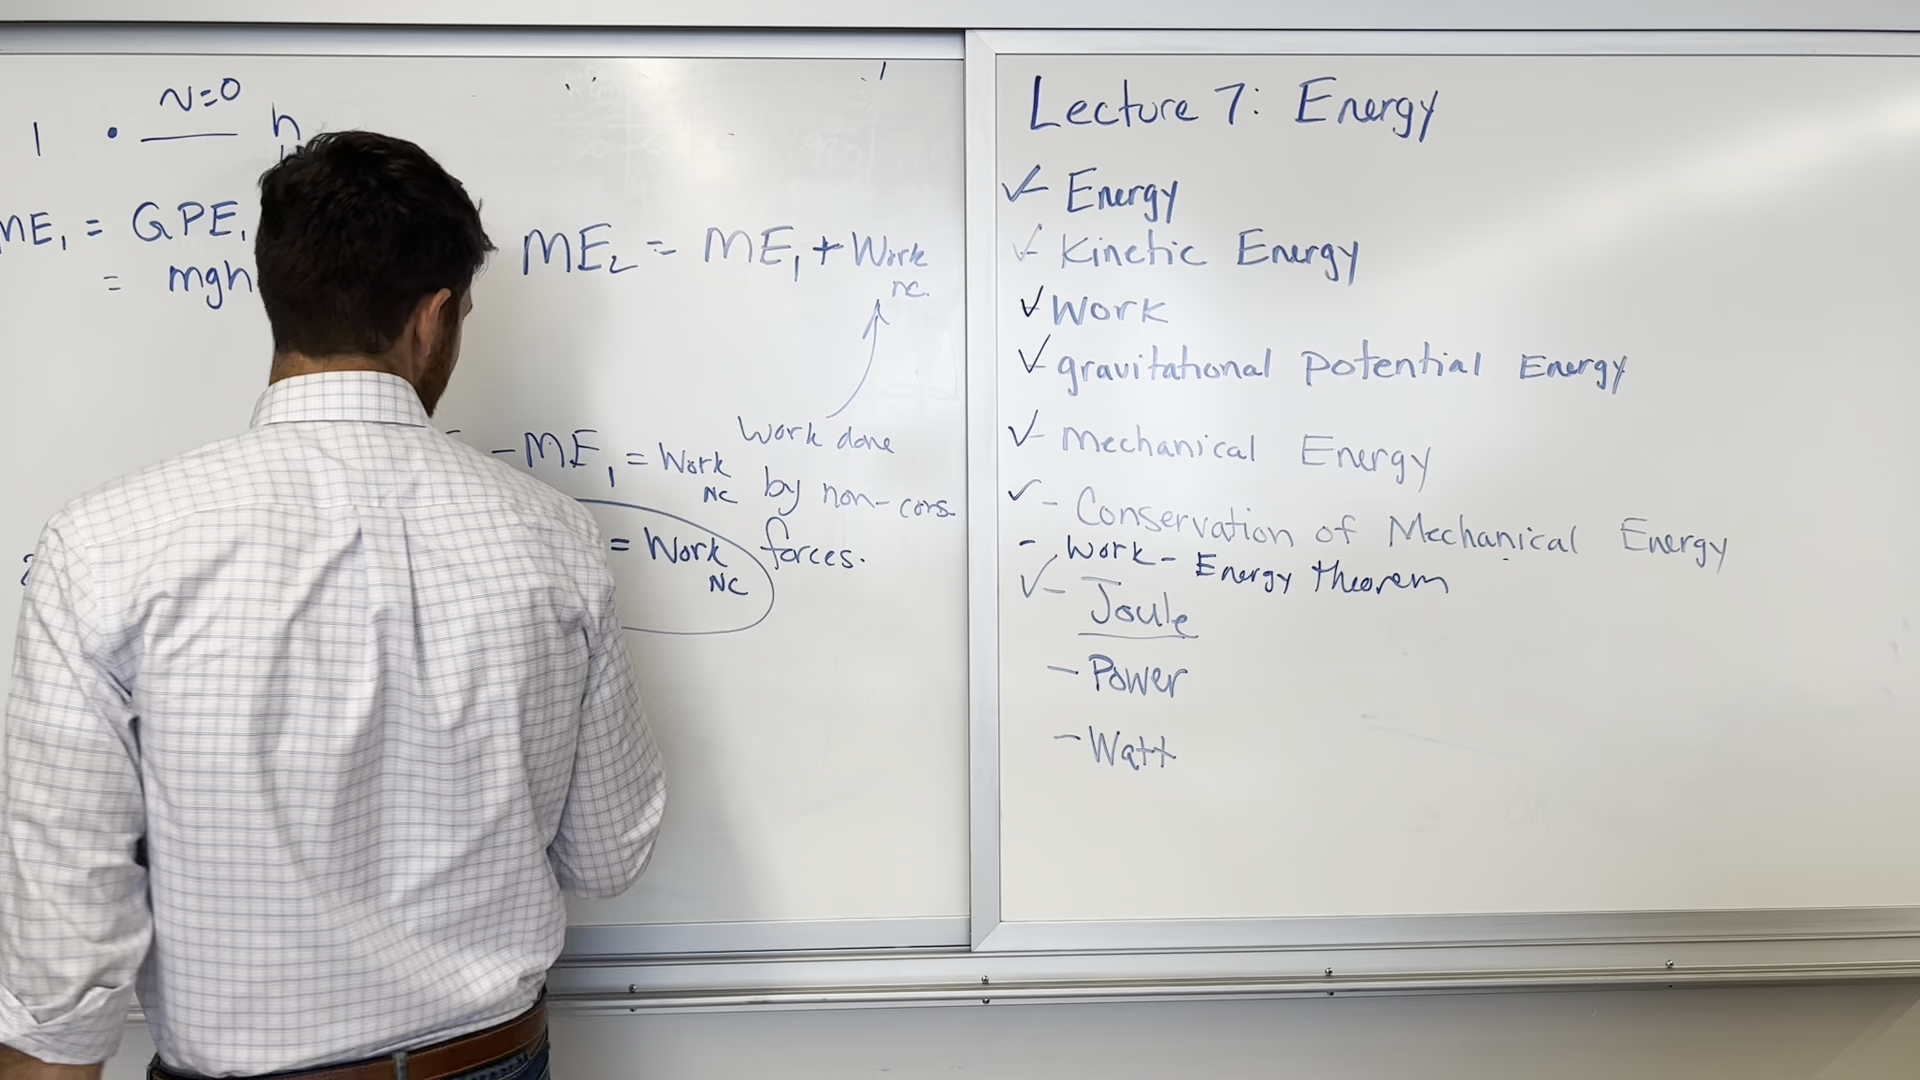 v=0
1 h
ME₁ = GPE₁
= mgh
ME₂ = ME₁ + Work
nc.
Work done
by non-cons
forces.
- ME₁ = Work
NC
= Work
NC
2
Lecture 7: Energy
✓- Energy
✓- Kinetic Energy
✓ Work
✓ gravitational Potential Energy
✓- Mechanical Energy
✓- Conservation of Mechanical Energy
- Work - Energy theorem
✓- Joule
- Power
- Watt